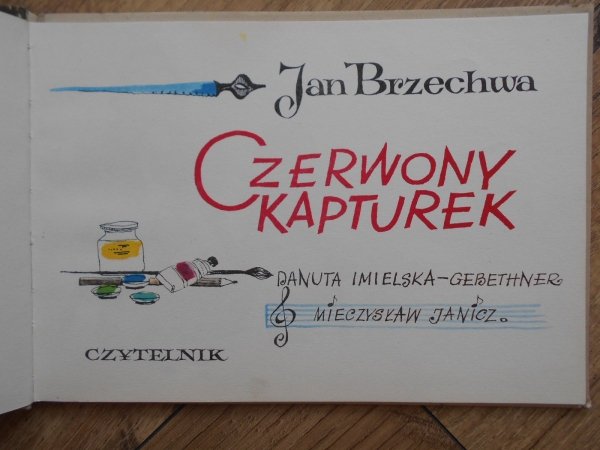 Jan Brzechwa
CZERWONY
KAPTUREK
DANUTA IMIELSKA-GEBETHNER
MIECZYSŁAW JANICZ.
CZYTELNIK